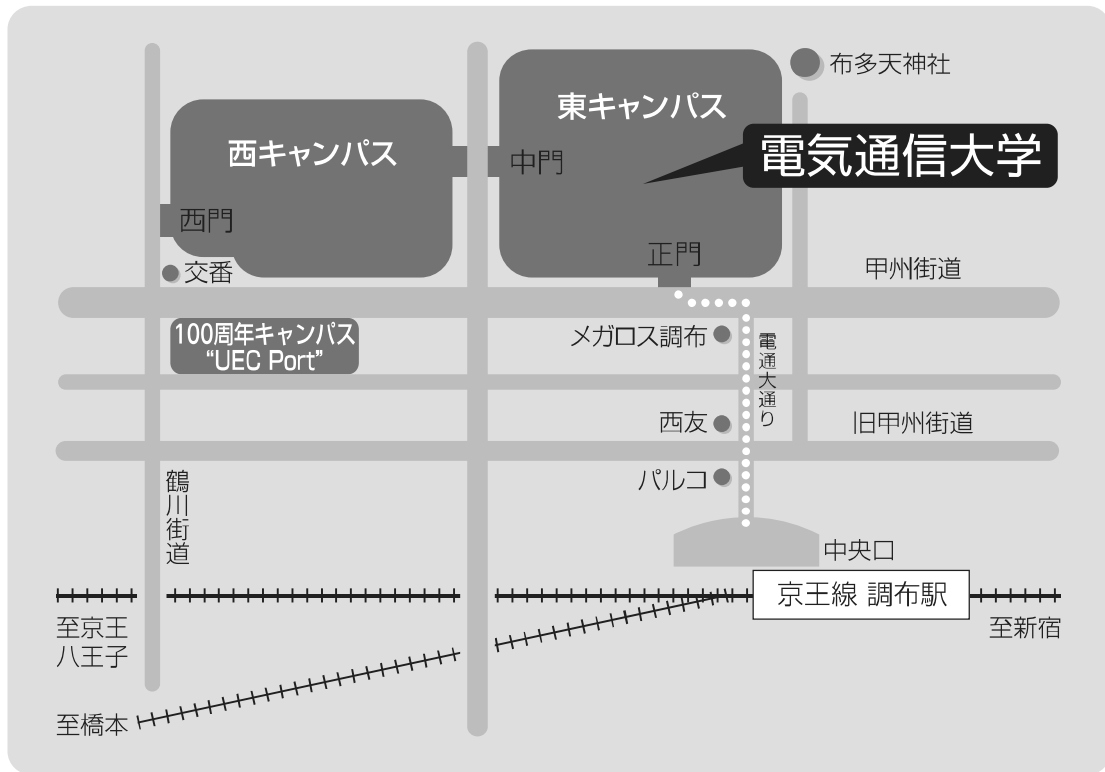 布多天神社
東キャンパス
西キャンパス
電気通信大学
中門
西門
正門
交番
甲州街道
100周年キャンパス
“UEC Port”
メガロス調布
電通大通り
西友
旧甲州街道
パルコ
鶴川街道
中央口
京王線 調布駅
至京王
八王子
至新宿
至橋本